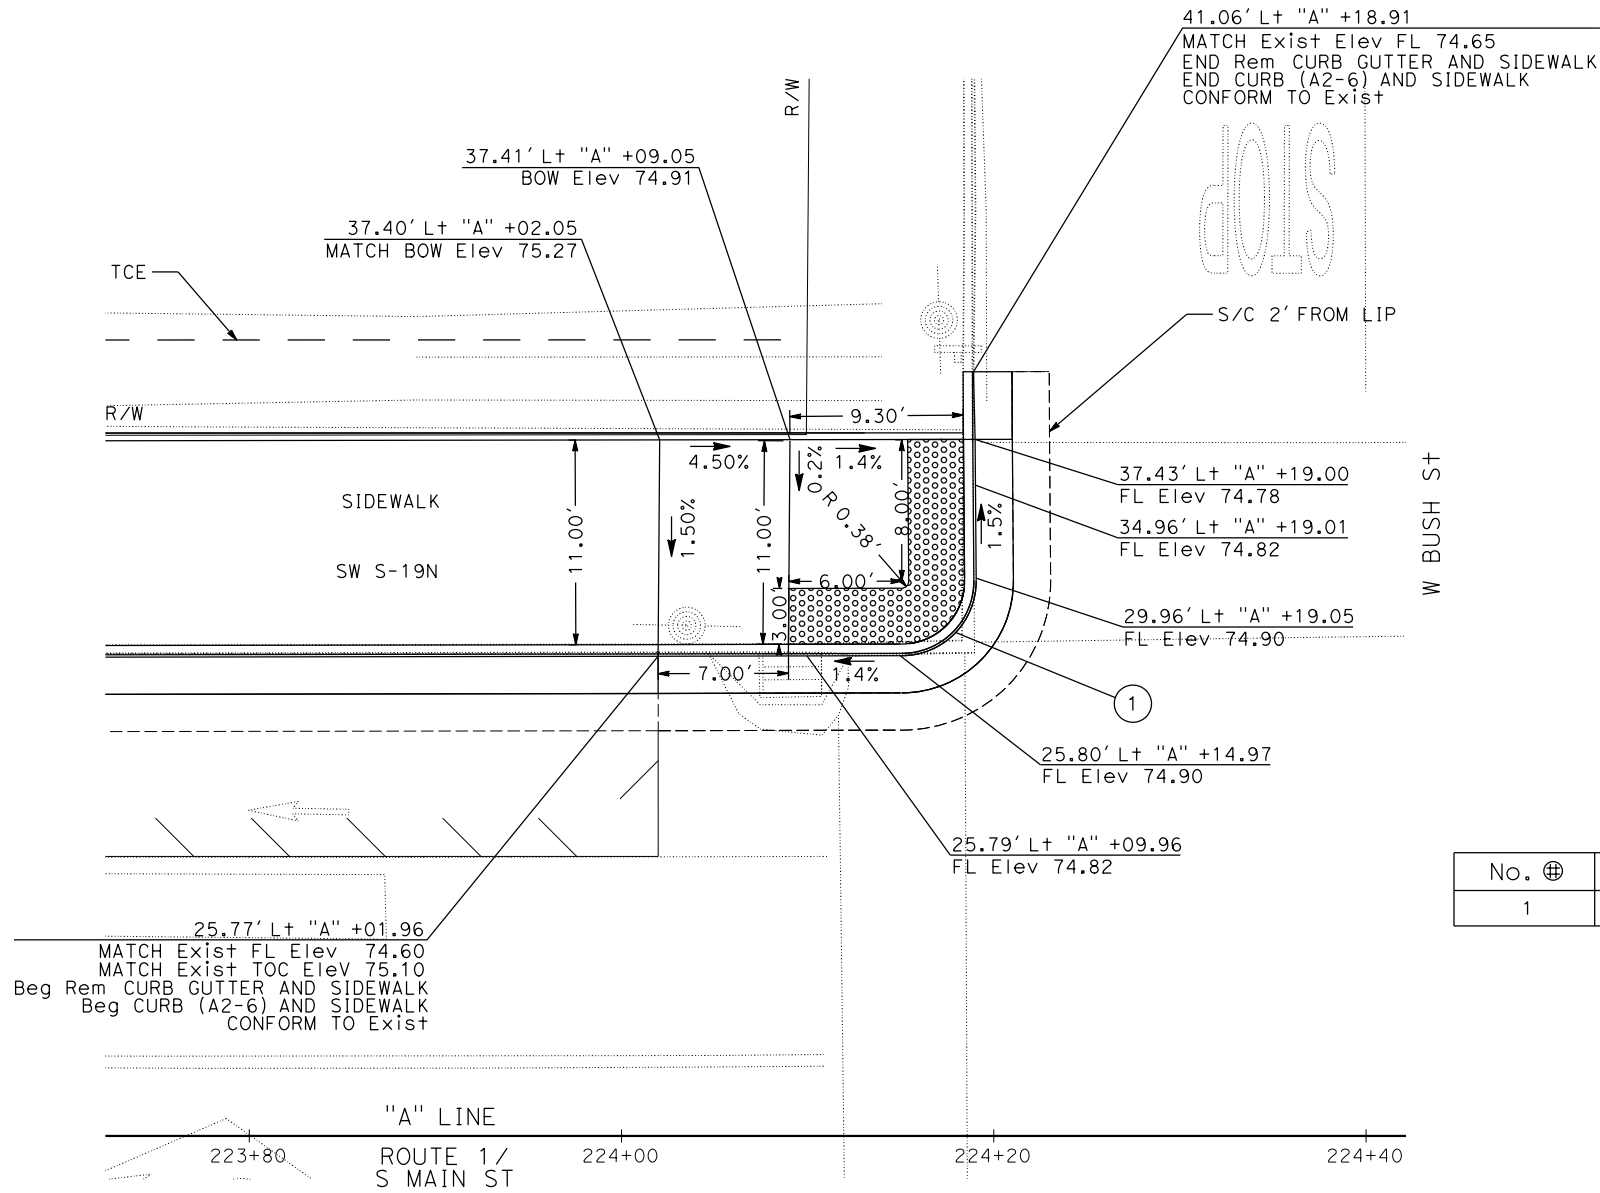 41.06' Lt "A" +18.91
MATCH Exist Elev FL 74.65
END Rem CURB GUTTER AND SIDEWALK
END CURB (A2-6) AND SIDEWALK
CONFORM TO Exist
R/W
STOP
37.41' Lt "A" +09.05
BOW Elev 74.91
37.40' Lt "A" +02.05
MATCH BOW Elev 75.27
TCE
S/C 2' FROM LIP
R/W
9.30'
4.50%
0.2%
1.4%
37.43' Lt "A" +19.00
FL Elev 74.78
SIDEWALK
11.00'
1.50%
11.00'
R 0.38'
8.00'
1.5%
34.96' Lt "A" +19.01
FL Elev 74.82
W BUSH St
SW S-19N
6.00'
3.00'
29.96' Lt "A" +19.05
FL Elev 74.90
7.00'
1.4%
1
25.80' Lt "A" +14.97
FL Elev 74.90
25.79' Lt "A" +09.96
FL Elev 74.82
No. #
1
25.77' Lt "A" +01.96
MATCH Exist FL Elev 74.60
MATCH Exist TOC EleV 75.10
Beg Rem CURB GUTTER AND SIDEWALK
Beg CURB (A2-6) AND SIDEWALK
CONFORM TO Exist
"A" LINE
223+80
ROUTE 1/
S MAIN ST
224+00
224+20
224+40